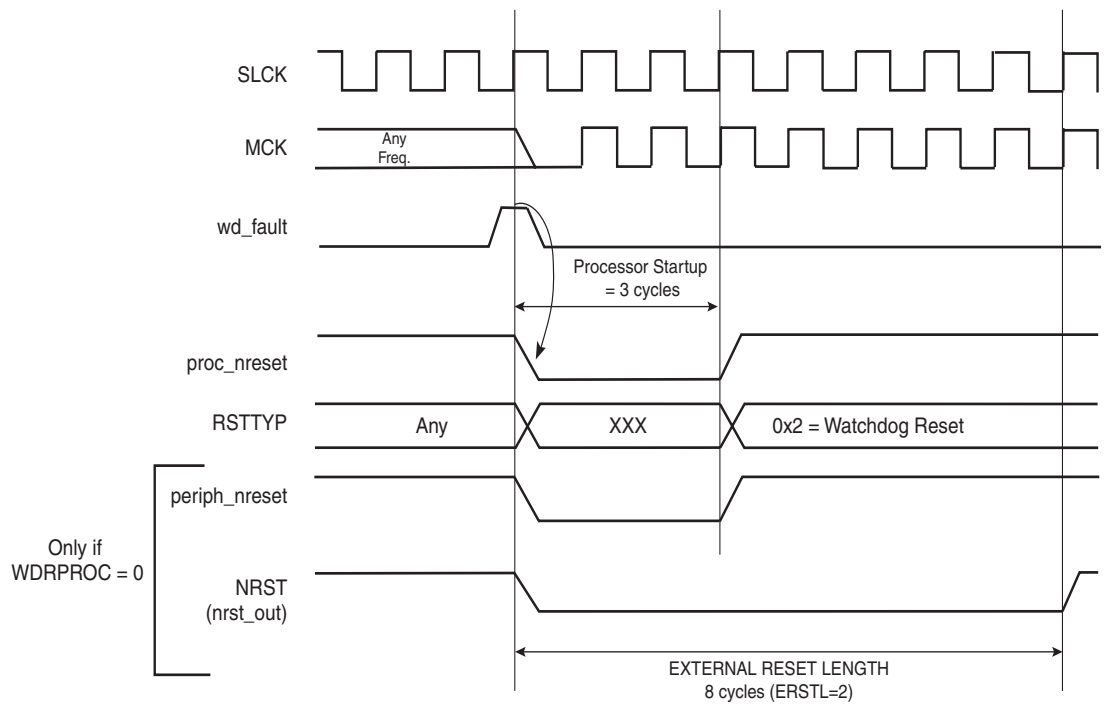 SLCK
MCK
Any
Freq.
wd_fault
Processor Startup
= 3 cycles
proc_nreset
RSTTYP
Any
XXX
0x2 = Watchdog Reset
periph_nreset
Only if
WDRPROC = 0
NRST
(nrst_out)
EXTERNAL RESET LENGTH
8 cycles (ERSTL=2)